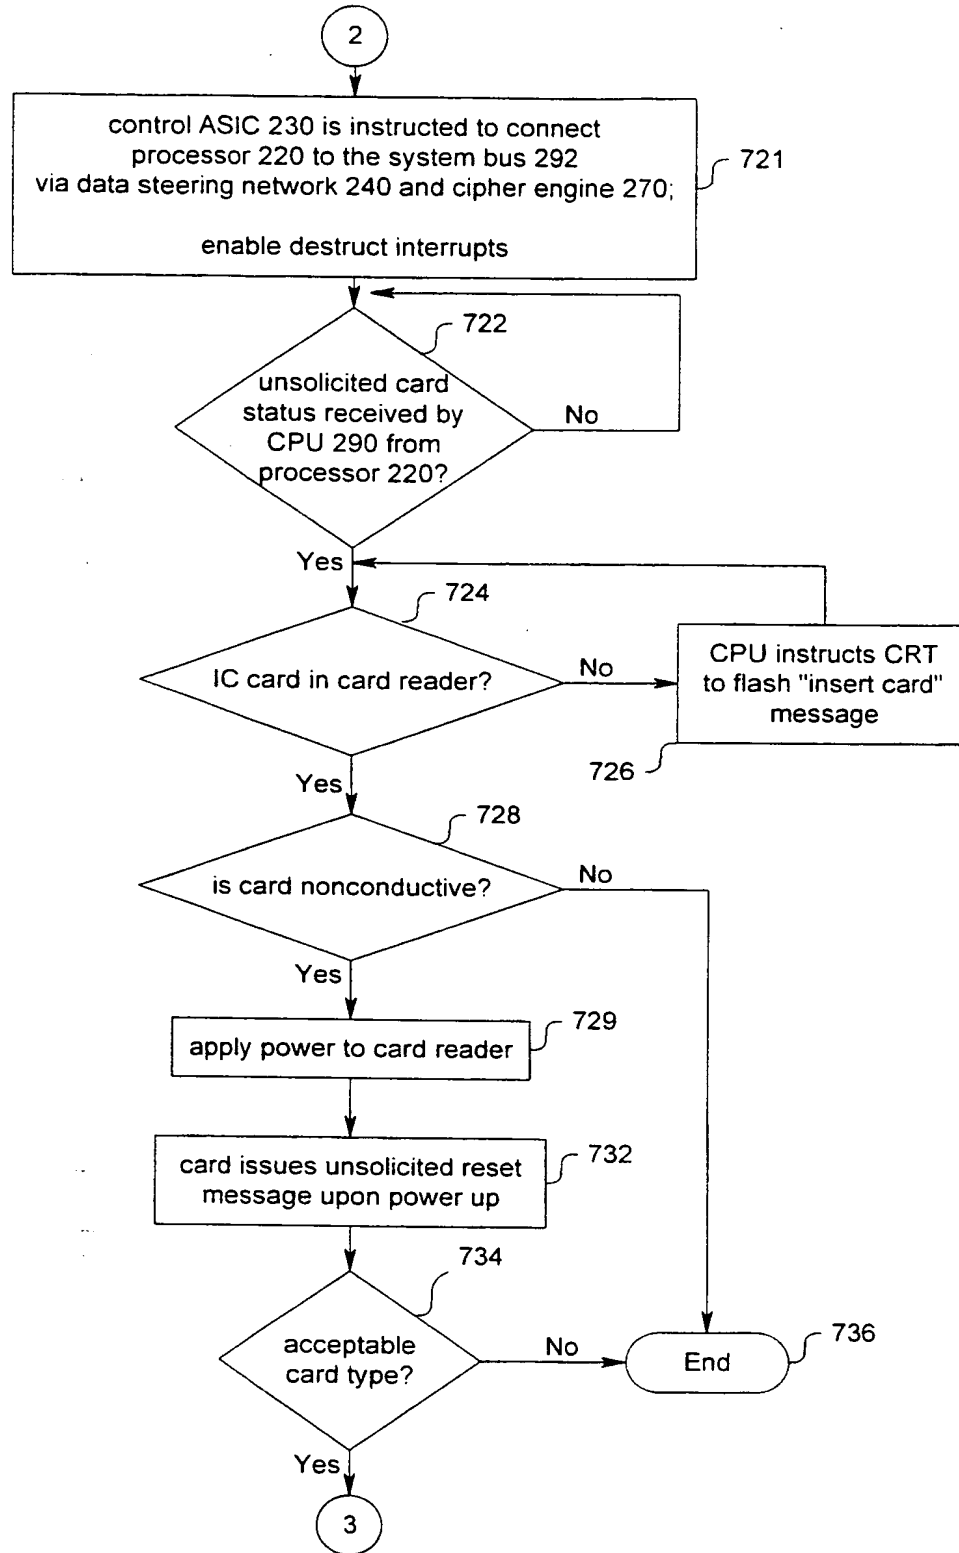 2
control ASIC 230 is instructed to connect
processor 220 to the system bus 292
via data steering network 240 and cipher engine 270;
enable destruct interrupts
721
722
unsolicited card
status received by
CPU 290 from
processor 220?
No
Yes
724
IC card in card reader?
No
CPU instructs CRT
to flash "insert card"
message
726
Yes
728
is card nonconductive?
No
Yes
729
apply power to card reader
732
card issues unsolicited reset
message upon power up
734
acceptable
card type?
No
End
736
Yes
3